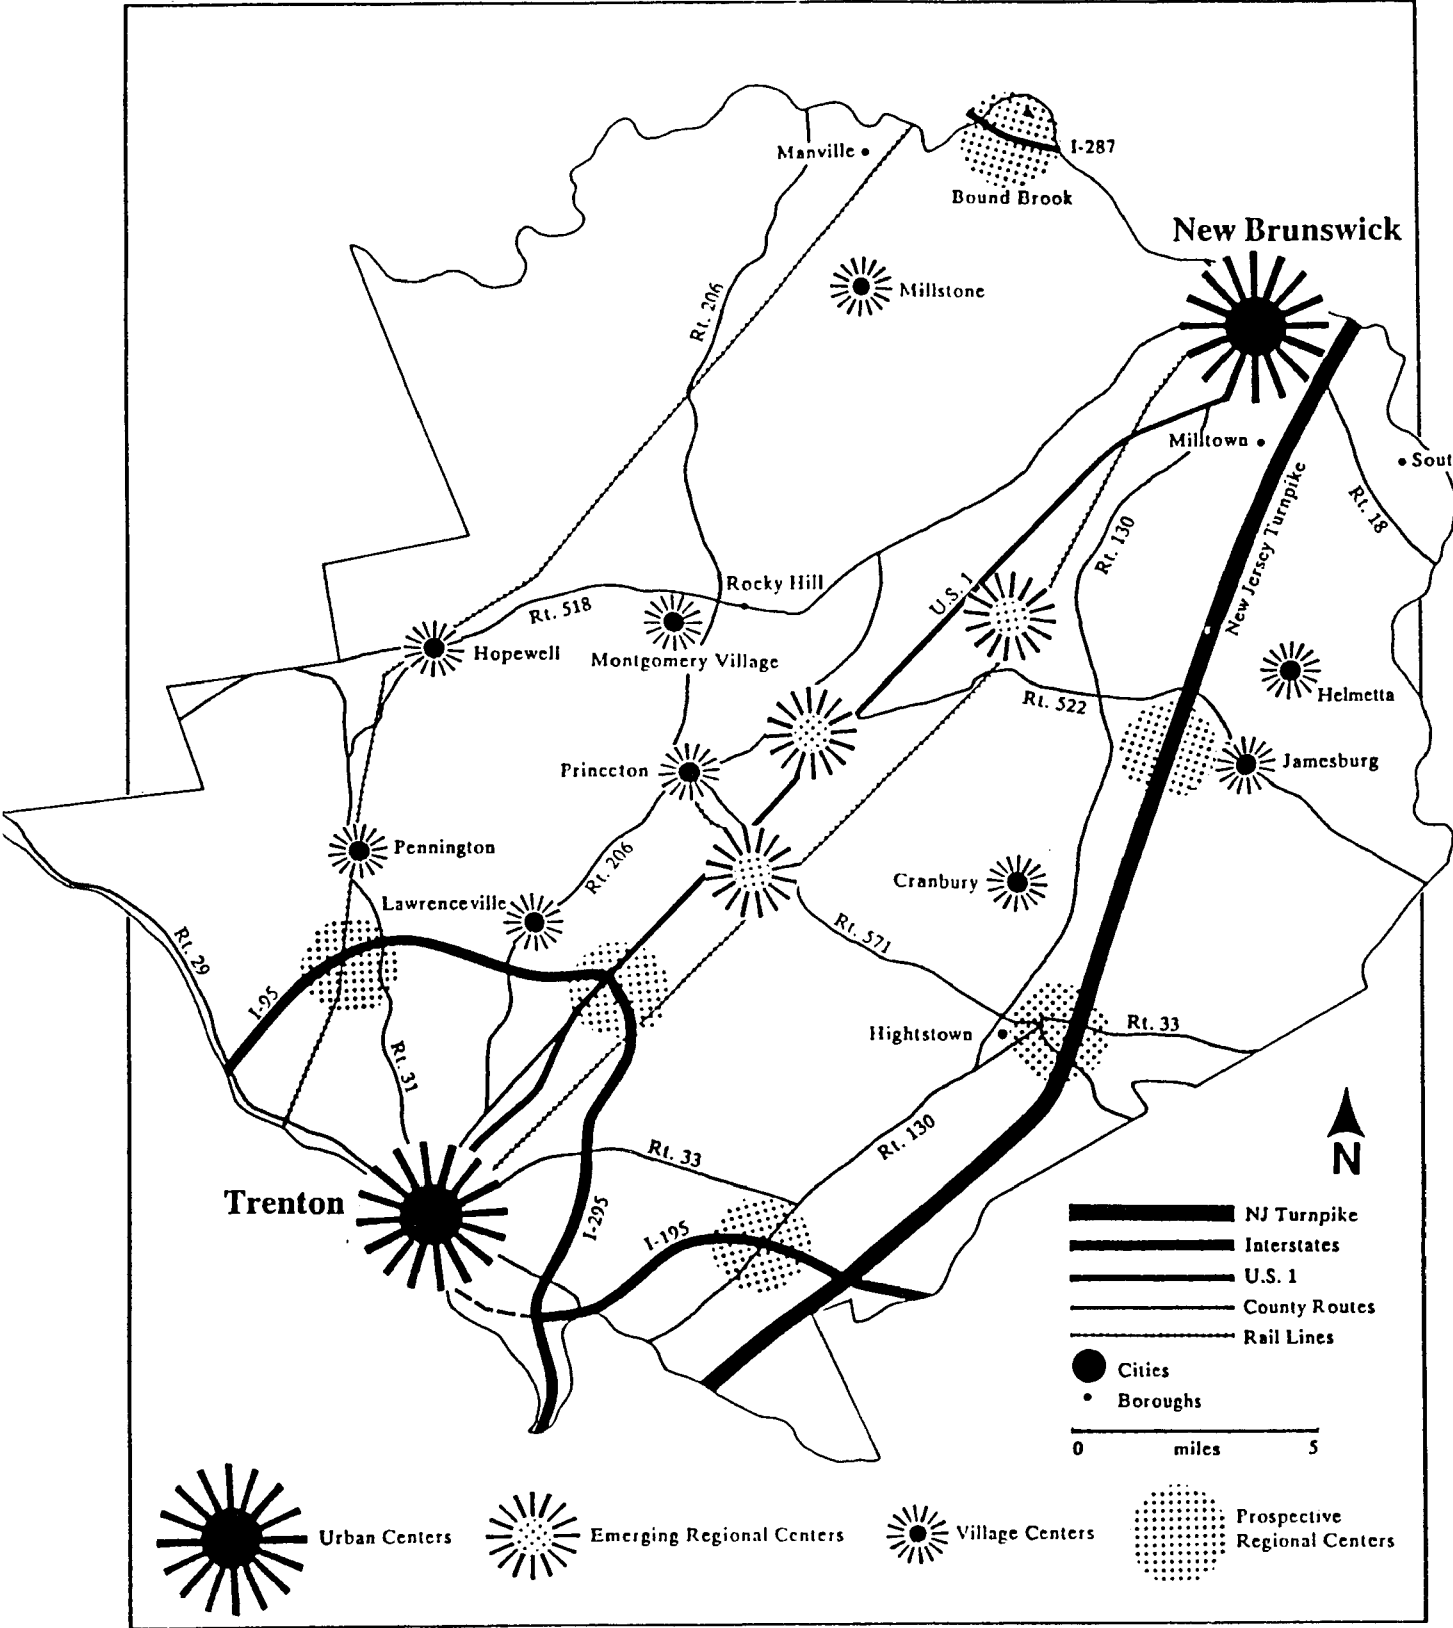 Manville
I-287
Bound Brook
New Brunswick
Millstone
Rt. 206
Milltown
Sout
Rt. 18
New Jersey Turnpike
Rt. 130
U.S. 1
Rocky Hill
Rt. 518
Hopewell
Montgomery Village
Helmetta
Rt. 522
Princeton
Jamesburg
Pennington
Rt. 206
Cranbury
Lawrenceville
Rt. 571
Rt. 29
I-95
Hightstown
Rt. 33
Rt. 31
Rt. 130
N
Rt. 33
Trenton
I-295
I-195
NJ Turnpike
Interstates
U.S. 1
County Routes
Rail Lines
Cities
Boroughs
0 miles 5
Urban Centers
Emerging Regional Centers
Village Centers
Prospective
Regional Centers